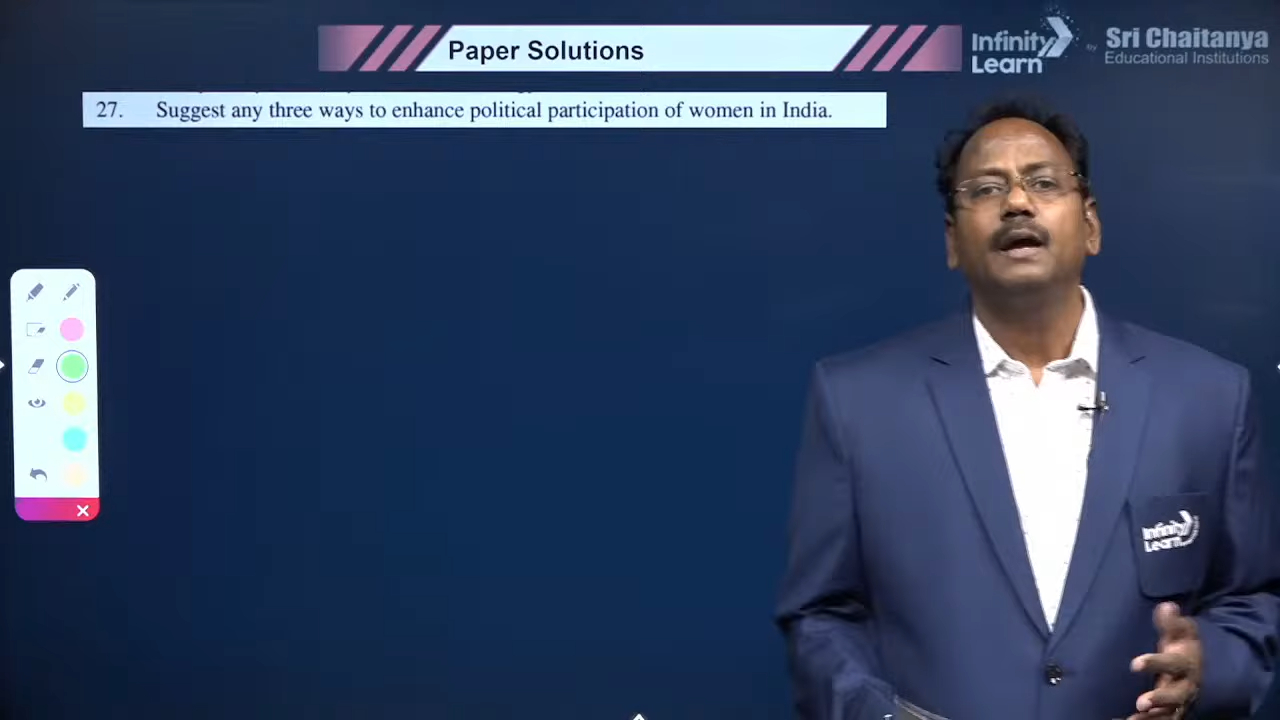 Paper Solutions
Infinity
Learn
by
Sri Chaitanya
Educational Institutions
27. Suggest any three ways to enhance political participation of women in India.
Infinity
Learn